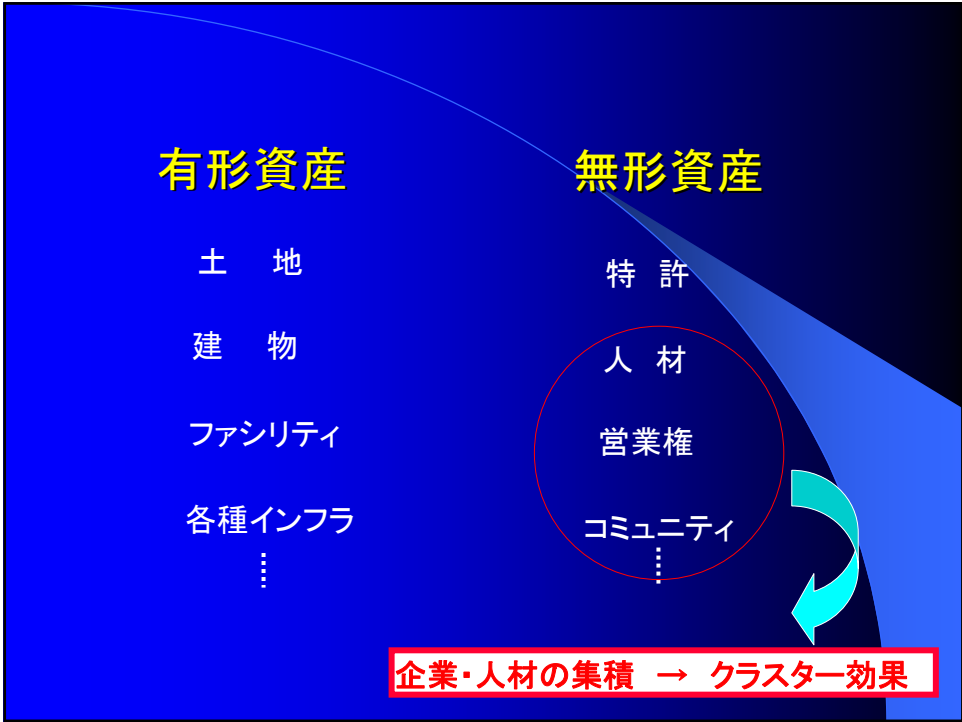 有形資産
土　地
建　物
ファシリティ
各種インフラ
無形資産
特　許
人　材
営業権
コミュニティ
企業・人材の集積　→　クラスター効果